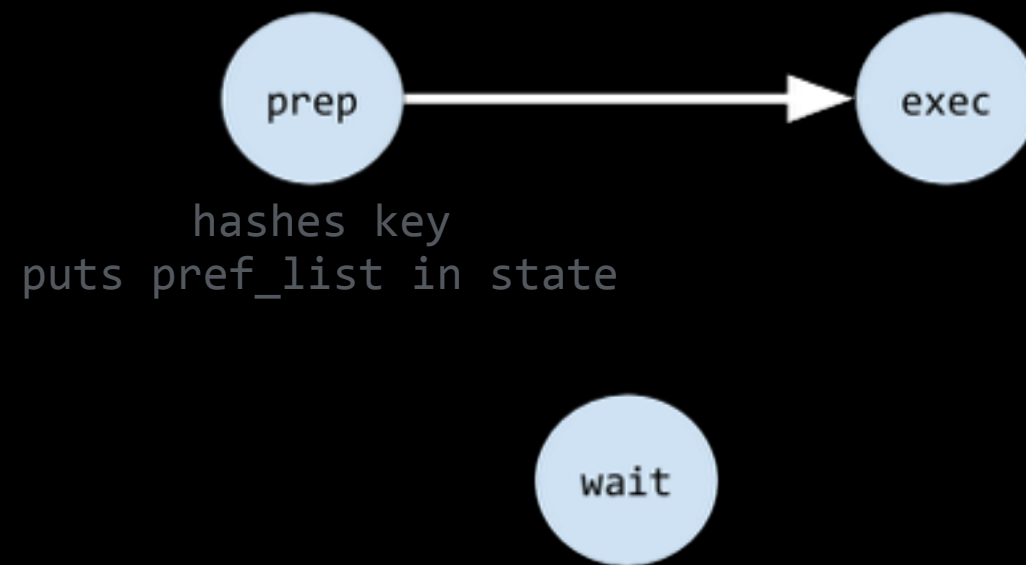 prep
exec
hashes key
puts pref_list in state
wait